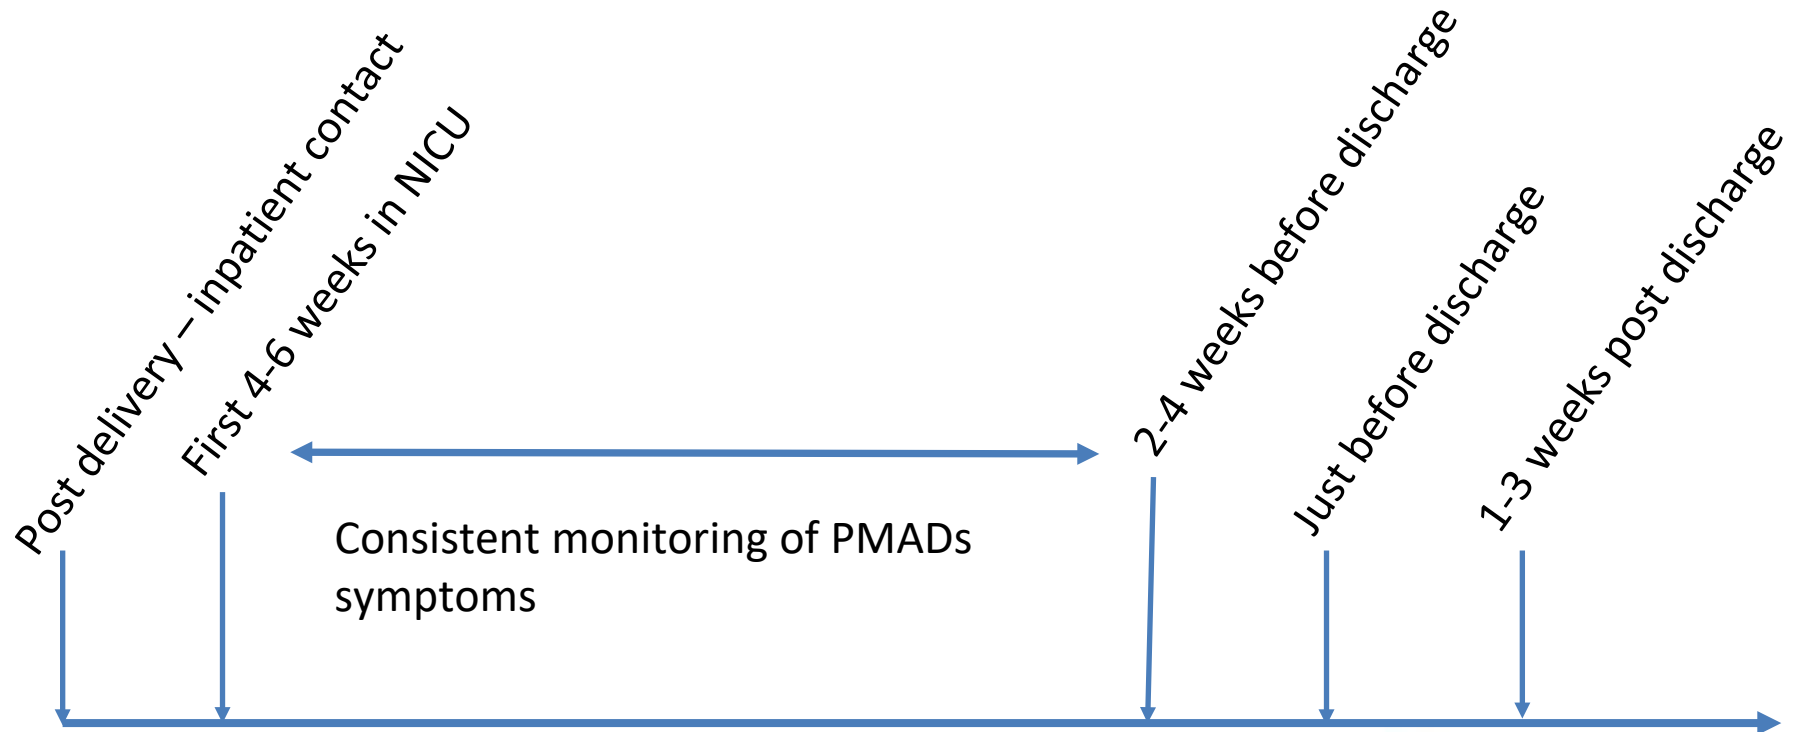 Post delivery – inpatient contact
First 4-6 weeks in NICU
Consistent monitoring of PMADs
symptoms
2-4 weeks before discharge
Just before discharge
1-3 weeks post discharge